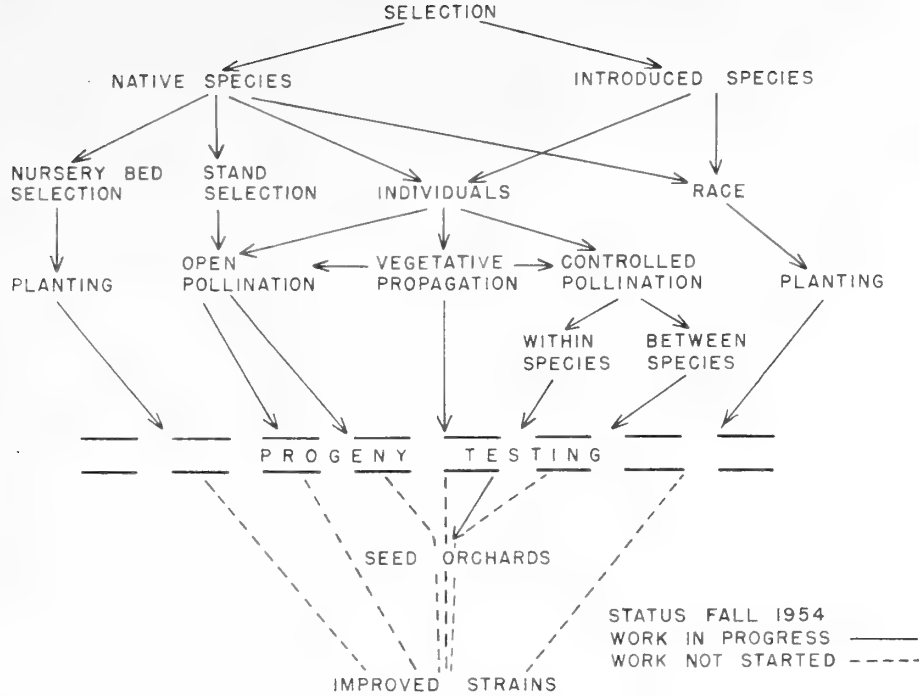 SELECTION
NATIVE SPECIES
INTRODUCED SPECIES
NURSERY BED
SELECTION
STAND
SELECTION
INDIVIDUALS
RACE
PLANTING
OPEN
POLLINATION
VEGETATIVE
PROPAGATION
CONTROLLED
POLLINATION
PLANTING
WITHIN
SPECIES
BETWEEN
SPECIES
PROGENY TESTING
SEED ORCHARDS
STATUS FALL 1954
WORK IN PROGRESS
WORK NOT STARTED
IMPROVED STRAINS